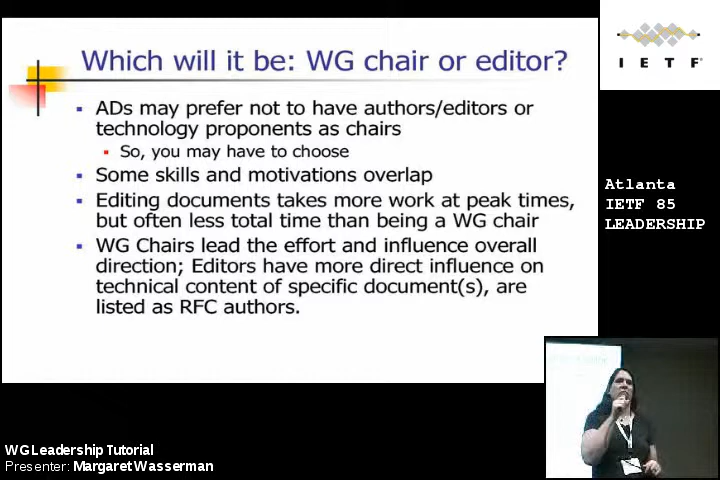 Which will it be: WG chair or editor?
ADs may prefer not to have authors/editors or
technology proponents as chairs
So, you may have to choose
Some skills and motivations overlap
Editing documents takes more work at peak times,
but often less total time than being a WG chair
WG Chairs lead the effort and influence overall
direction; Editors have more direct influence on
technical content of specific document(s), are
listed as RFC authors.
I E T F®
Atlanta
IETF 85
LEADERSHIP
WG Leadership Tutorial
Presenter: Margaret Wasserman